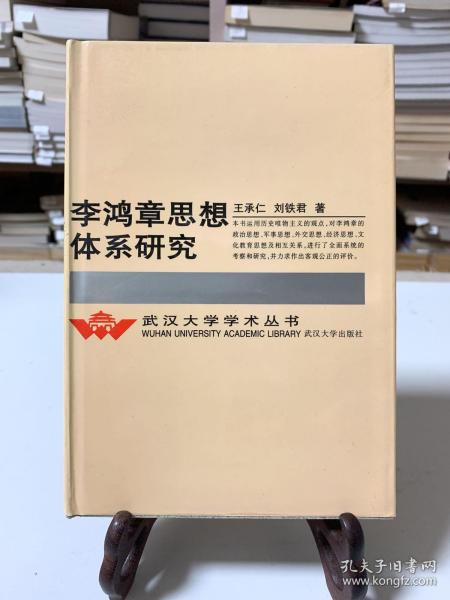 李鸿章思想
体系研究
王承仁 刘铁君 著
本书运用历史唯物主义的观点,对李鸿章的
政治思想、军事思想、外交思想、经济思想、文
化教育思想及相互关系,进行了全面系统的
考察和研究,并力求作出客观公正的评价。
武汉大学学术丛书
WUHAN UNIVERSITY ACADEMIC LIBRARY 武汉大学出版社
孔夫子旧书网
www.kongfz.com